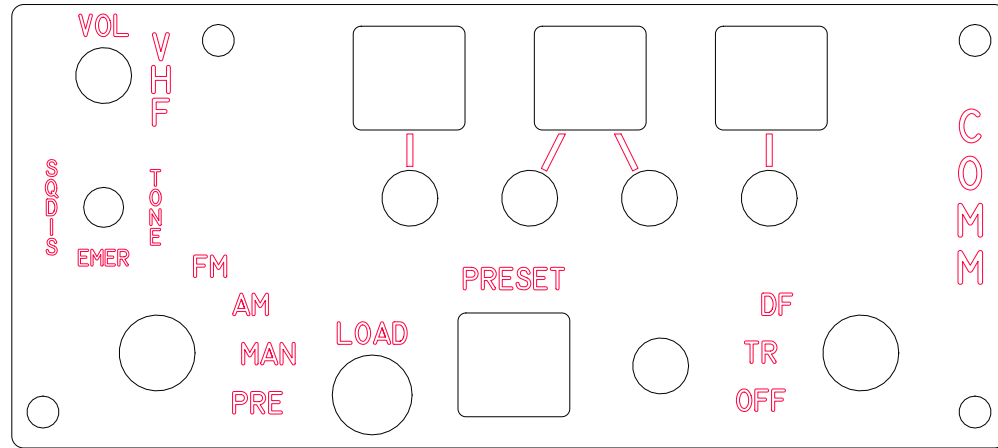 VOL
VHF
COMM
SQDIS
TONE
EMER
FM
PRESET
AM
DF
LOAD
MAN
TR
PRE
OFF